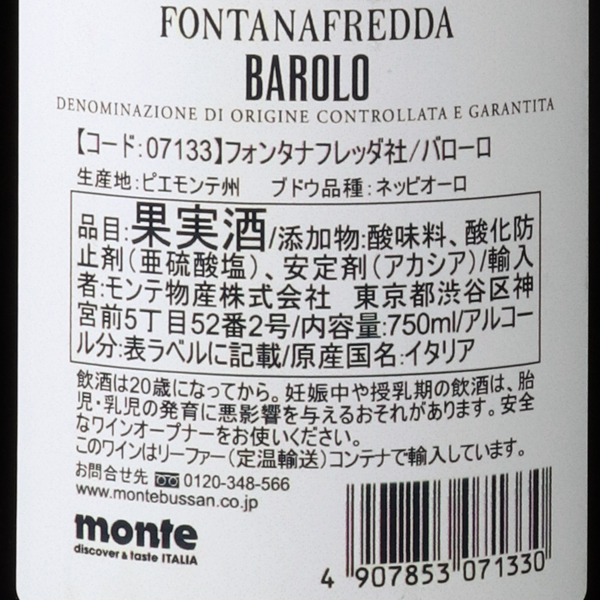 FONTANAFREDDA
BAROLO
DENOMINAZIONE DI ORIGINE CONTROLLATA E GARANTITA
【コード:07133】フォンタナフレッダ社/バローロ
生産地:ピエモンテ州 ブドウ品種:ネッビオーロ
品目:果実酒/添加物:酸味料、酸化防
止剤(亜硫酸塩)、安定剤(アカシア)/輸入
者:モンテ物産株式会社 東京都渋谷区神
宮前5丁目52番2号/内容量:750ml/アルコー
ル分:表ラベルに記載/原産国名:イタリア
飲酒は20歳になってから。妊娠中や授乳期の飲酒は、胎
児・乳児の発育に悪影響を与えるおそれがあります。安全
なワインオープナーをお使いください。
このワインはリーファー(定温輸送)コンテナで輸入しています。
お問合せ先 0120-348-566
www.montebussan.co.jp
monte
discover & taste ITALIA
4 907853 071330